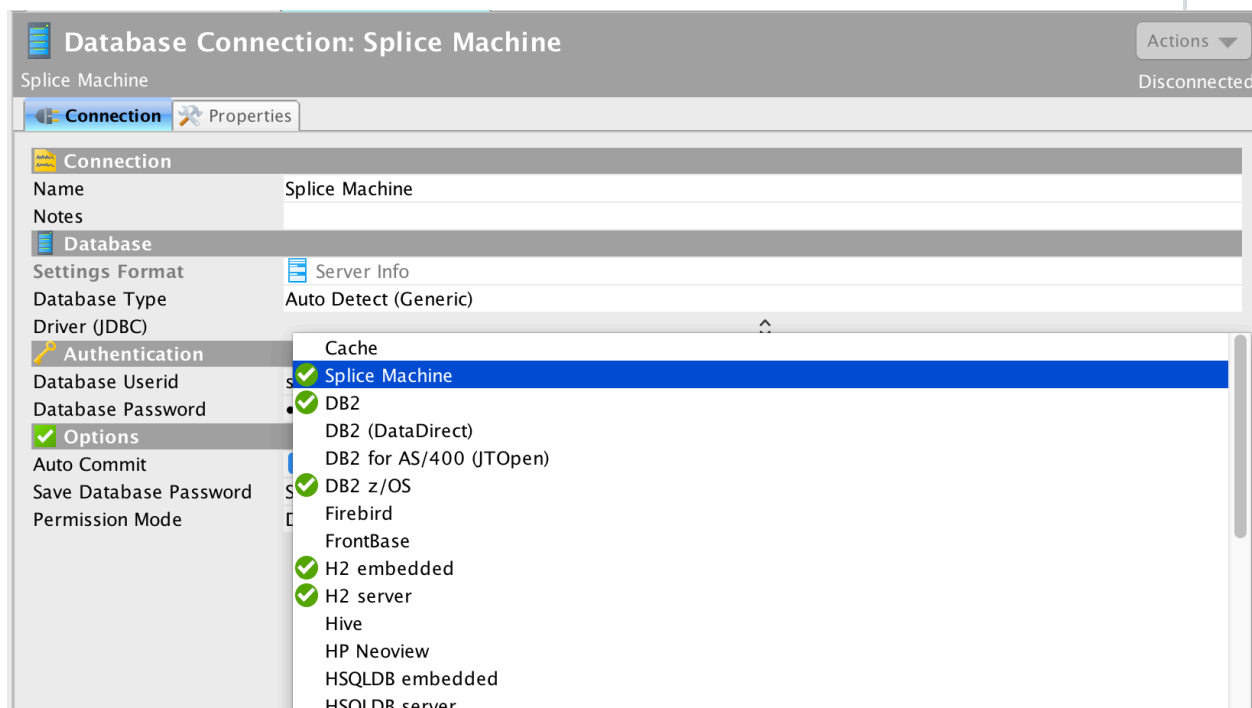 Database Connection: Splice Machine
Actions
Splice Machine
Disconnected
Connection
Properties
Connection
Name
Splice Machine
Notes
Database
Settings Format
Server Info
Database Type
Auto Detect (Generic)
Driver (JDBC)
Authentication
Cache
Database Userid
Splice Machine
Database Password
DB2
Options
DB2 (DataDirect)
Auto Commit
DB2 for AS/400 (JTOpen)
Save Database Password
DB2 z/OS
Permission Mode
Firebird
FrontBase
H2 embedded
H2 server
Hive
HP Neoview
HSQLDB embedded
HSQLDB server